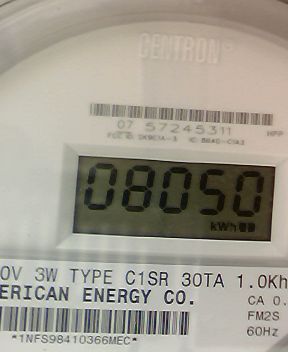 CENTRON®
07 57245311
08050
kWh
0V 3W TYPE C1SR 30TA 1.0Kh
ERICAN ENERGY CO.
CA 0.
FM2S
60Hz
*1NFS98410366MEC*